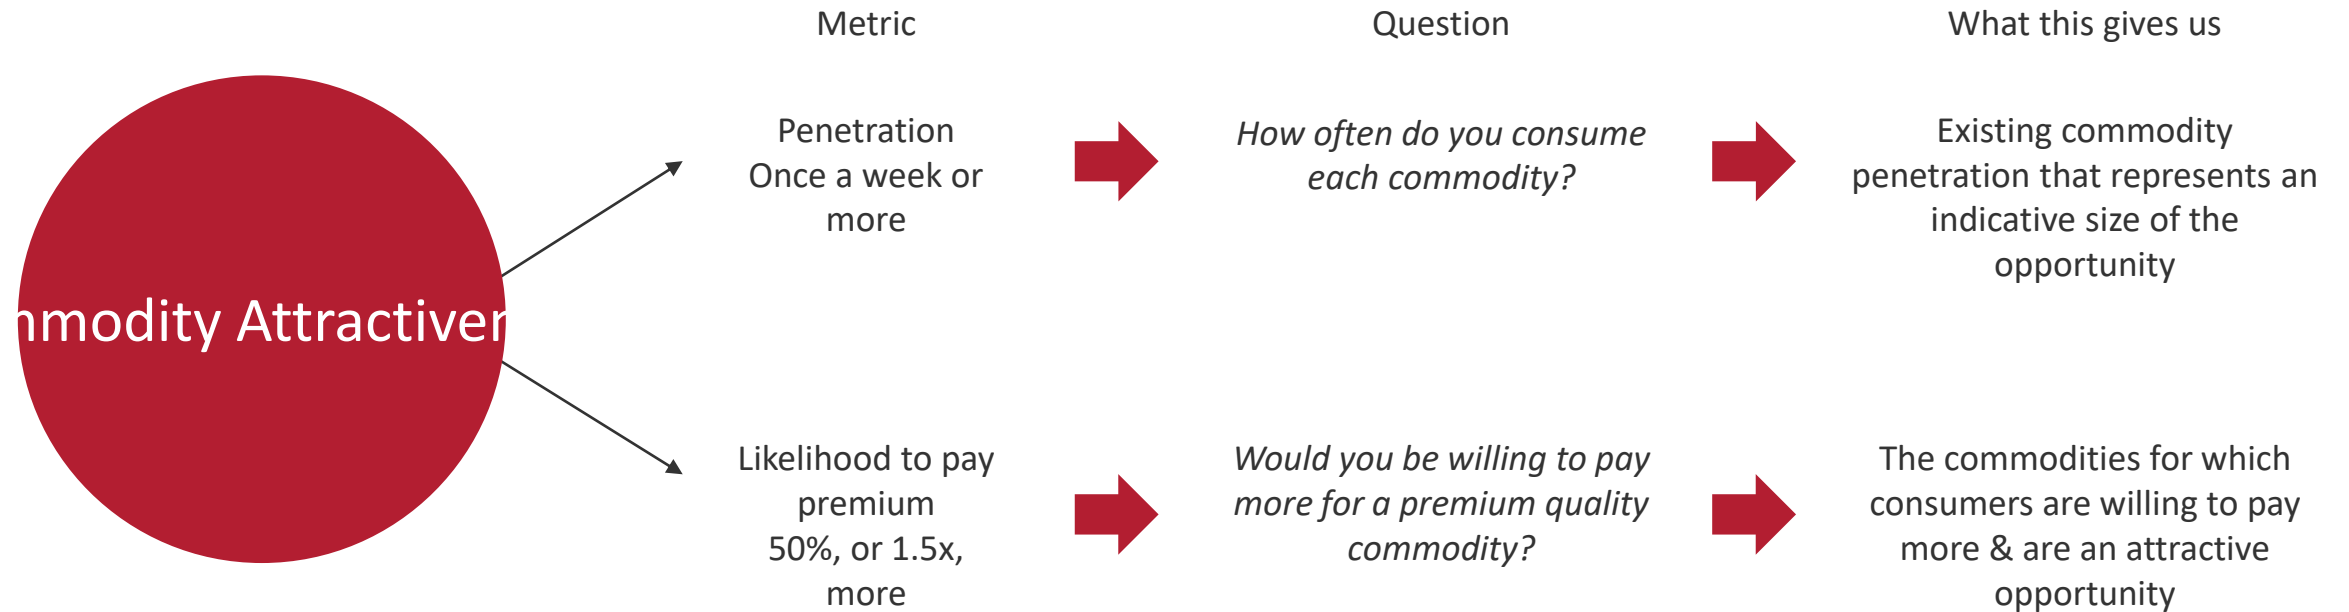 Metric
Question
What this gives us
Penetration
Once a week or
more
How often do you consume
each commodity?
Existing commodity
penetration that represents an
indicative size of the
opportunity
mmodity Attractiven
Likelihood to pay
premium
50%, or 1.5x,
more
Would you be willing to pay
more for a premium quality
commodity?
The commodities for which
consumers are willing to pay
more & are an attractive
opportunity